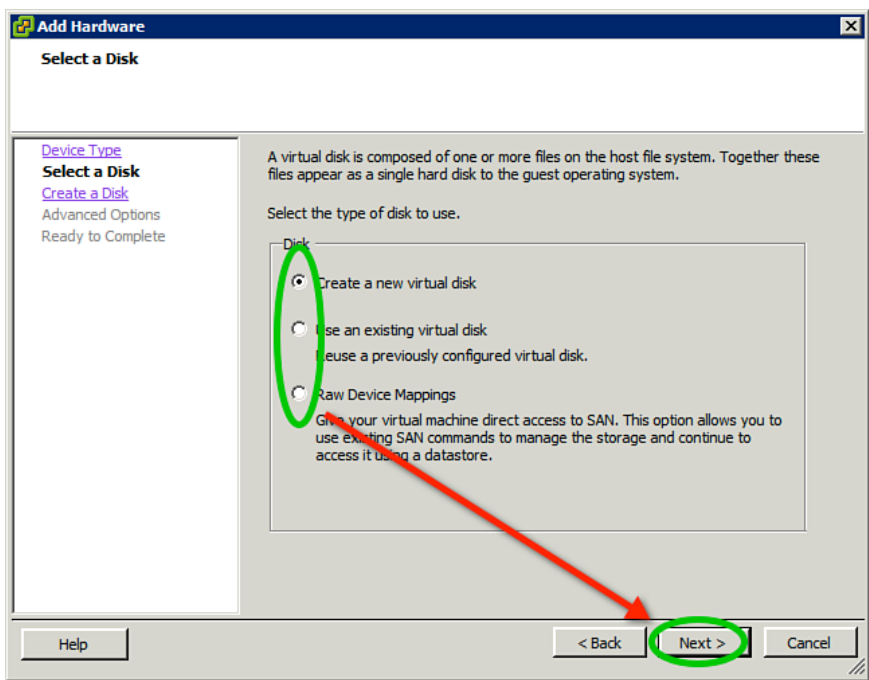 Add Hardware
Select a Disk
Device Type
Select a Disk
Create a Disk
Advanced Options
Ready to Complete
A virtual disk is composed of one or more files on the host file system. Together these
files appear as a single hard disk to the guest operating system.
Select the type of disk to use.
Disk
Create a new virtual disk
Use an existing virtual disk
Reuse a previously configured virtual disk.
Raw Device Mappings
Give your virtual machine direct access to SAN. This option allows you to
use existing SAN commands to manage the storage and continue to
access it using a datastore.
Help
< Back
Next >
Cancel